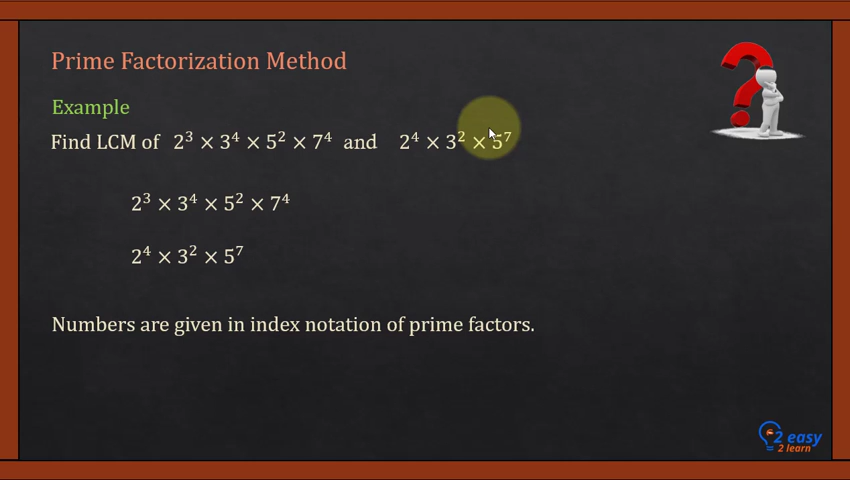 Prime Factorization Method
Example
Find LCM of 2³ × 3⁴ × 5² × 7⁴ and 2⁴ × 3² × 5⁷
2³ × 3⁴ × 5² × 7⁴
2⁴ × 3² × 5⁷
Numbers are given in index notation of prime factors.
2 easy
2 learn